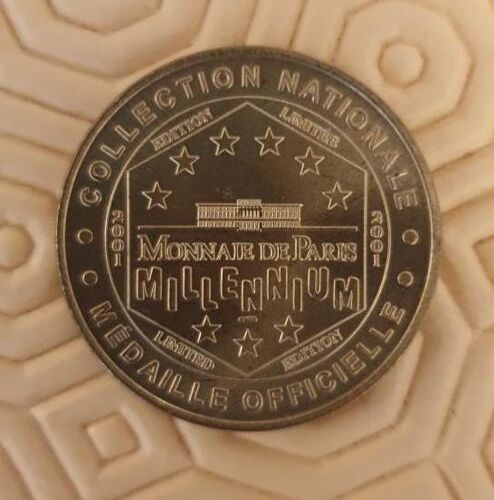 COLLECTION NATIONALE
EDITION LIMITÉE
2001
2001
MONNAIE DE PARIS
MILLENNIUM
LIMITED EDITION
MÉDAILLE OFFICIELLE